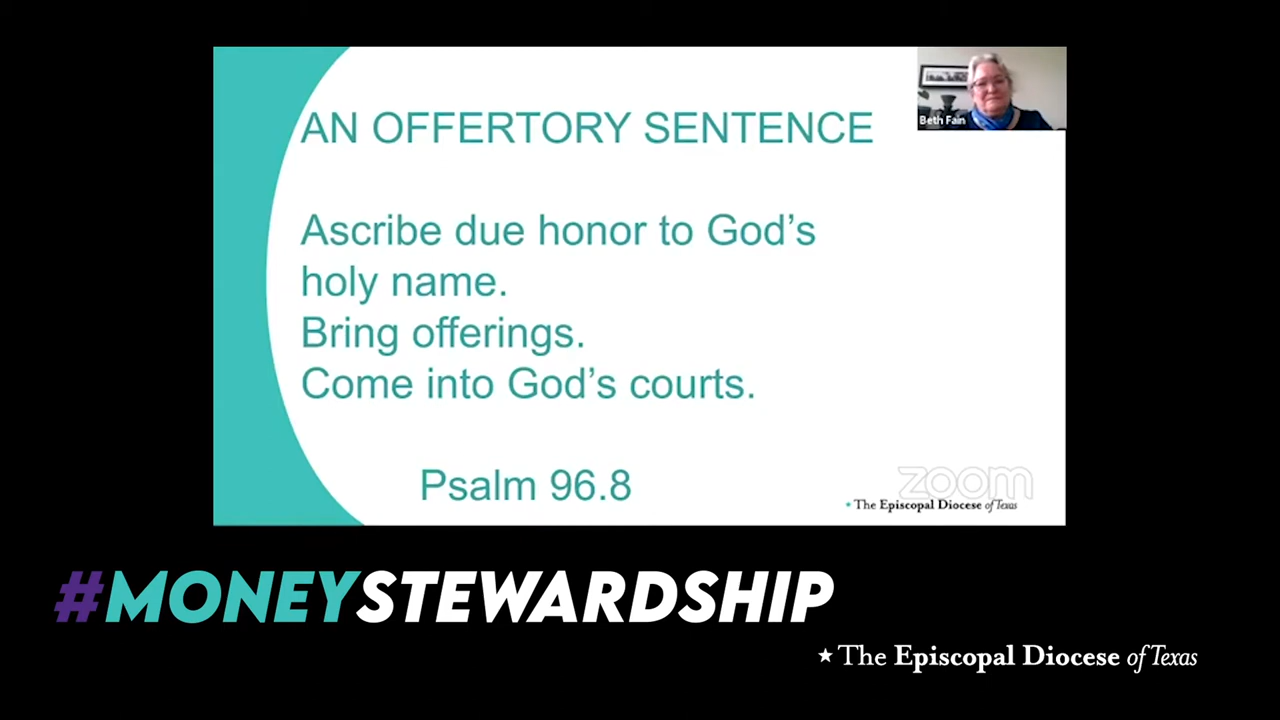 AN OFFERTORY SENTENCE
Beth Fain
Ascribe due honor to God's
holy name.
Bring offerings.
Come into God's courts.
Psalm 96.8
zoom
The Episcopal Diocese of Texas
#MONEYSTEWARDSHIP
The Episcopal Diocese of Texas